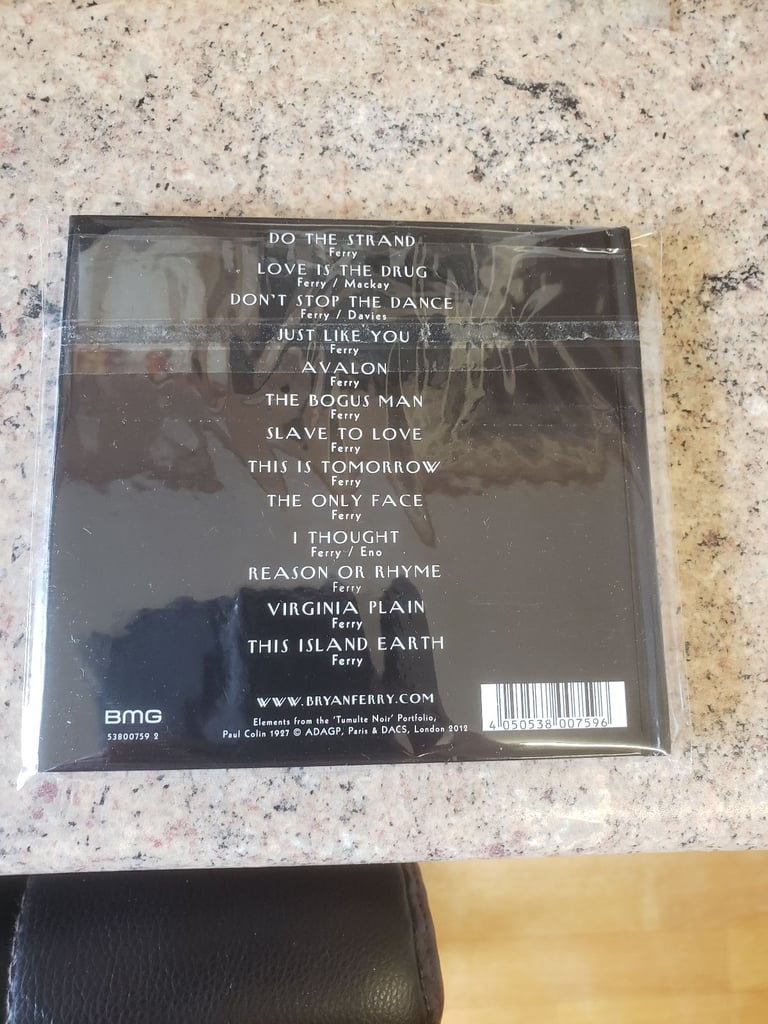 DO THE STRAND
Ferry
LOVE IS THE DRUG
Ferry / Mackay
DON'T STOP THE DANCE
Ferry / Davies
JUST LIKE YOU
Ferry
AVALON
Ferry
THE BOGUS MAN
Ferry
SLAVE TO LOVE
Ferry
THIS IS TOMORROW
Ferry
THE ONLY FACE
Ferry
I THOUGHT
Ferry / Eno
REASON OR RHYME
Ferry
VIRGINIA PLAIN
Ferry
THIS ISLAND EARTH
Ferry
WWW.BRYANFERRY.COM
Elements from the 'Tumulte Noir' Portfolio,
Paul Colin 1927 © ADAGP, Paris & DACS, London 2012
BMG
53800759 2
4 050538 007596